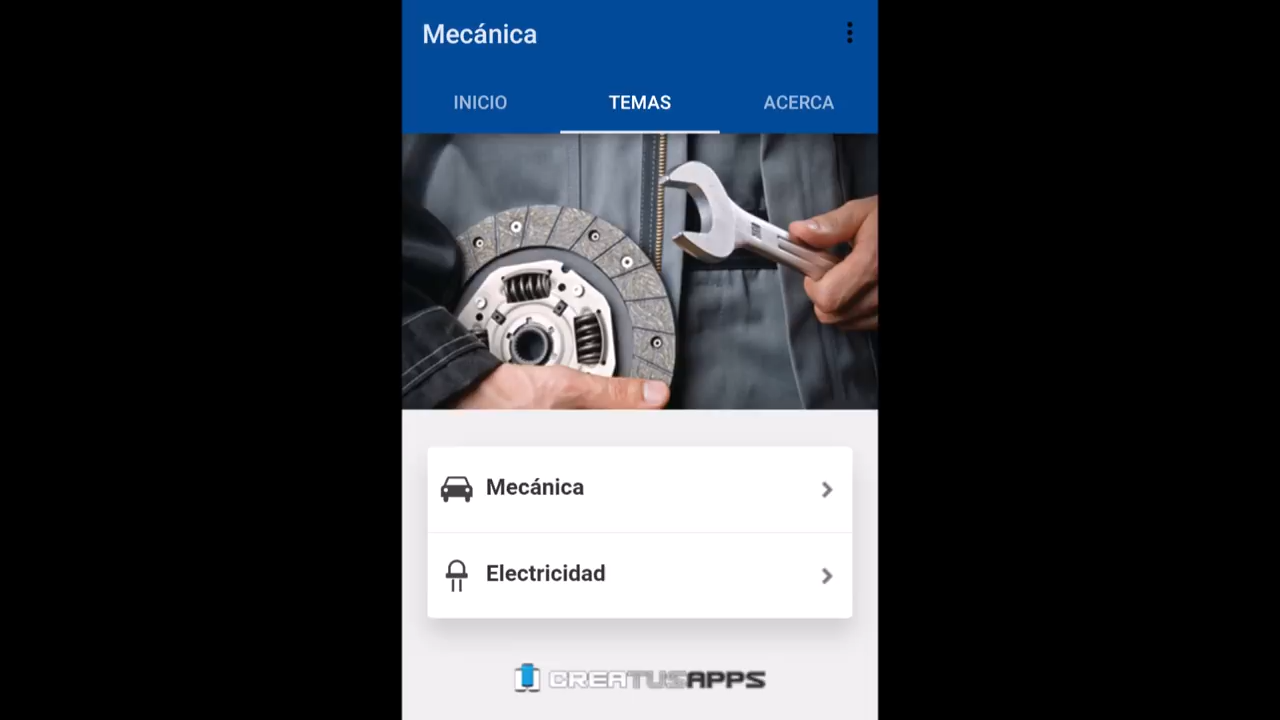 Mecánica
INICIO TEMAS ACERCA
Mecánica
Electricidad
CREATUSAPPS